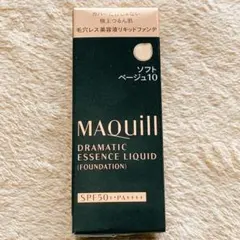 極上つるん肌
毛穴レス美容液リキッドファンデ
ソフト
ベージュ10
MAQuill
DRAMATIC
ESSENCE LIQUID
(FOUNDATION)
SPF50+・PA++++